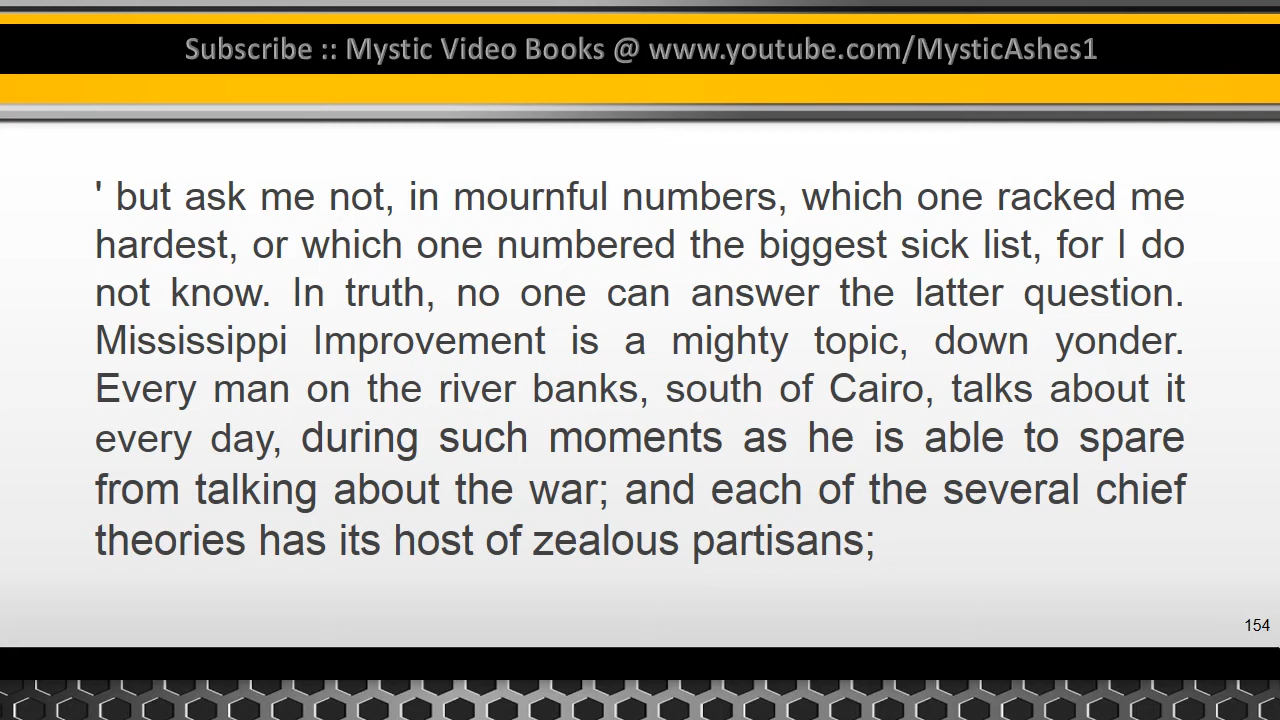 Subscribe :: Mystic Video Books @ www.youtube.com/MysticAshes1
' but ask me not, in mournful numbers, which one racked me
hardest, or which one numbered the biggest sick list, for I do
not know. In truth, no one can answer the latter question.
Mississippi Improvement is a mighty topic, down yonder.
Every man on the river banks, south of Cairo, talks about it
every day, during such moments as he is able to spare
from talking about the war; and each of the several chief
theories has its host of zealous partisans;
154